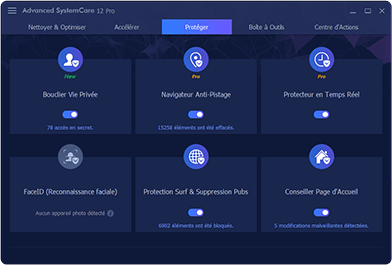 Advanced SystemCare 12 Pro
Nettoyer & Optimiser Accélérer Protéger Boîte à Outils Centre d'Actions
New Pro Pro
Bouclier Vie Privée Navigateur Anti-Pistage Protecteur en Temps Réel
78 accès en secret. 15258 éléments ont été effacés.
FaceID (Reconnaissance faciale) Protection Surf & Suppression Pubs Conseiller Page d'Accueil
Aucun appareil photo détecté
6902 éléments ont été bloqués. 5 modifications malveillantes détectées.